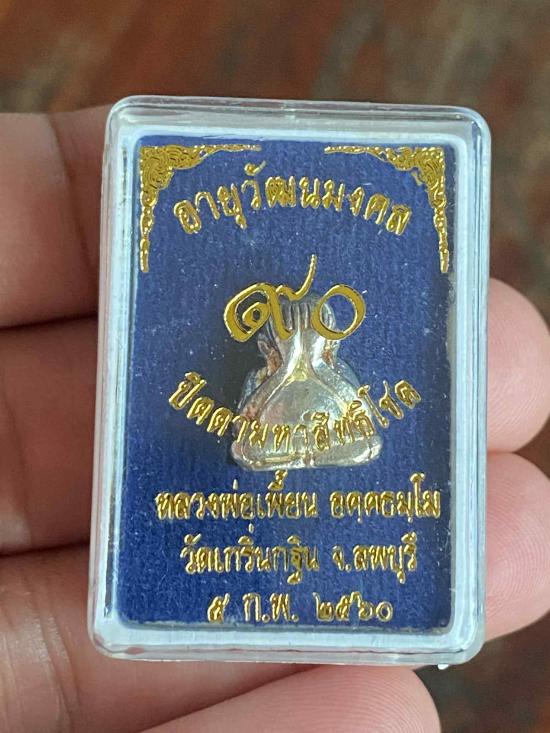 อายุวัฒนมงคล
๙๐
ปิดตามหาสิทธิโชค
หลวงพ่อเพี้ยน อคฺคธมฺโม
วัดเกริ่นกฐิน จ.ลพบุรี
๕ ก.พ. ๒๕๖๐